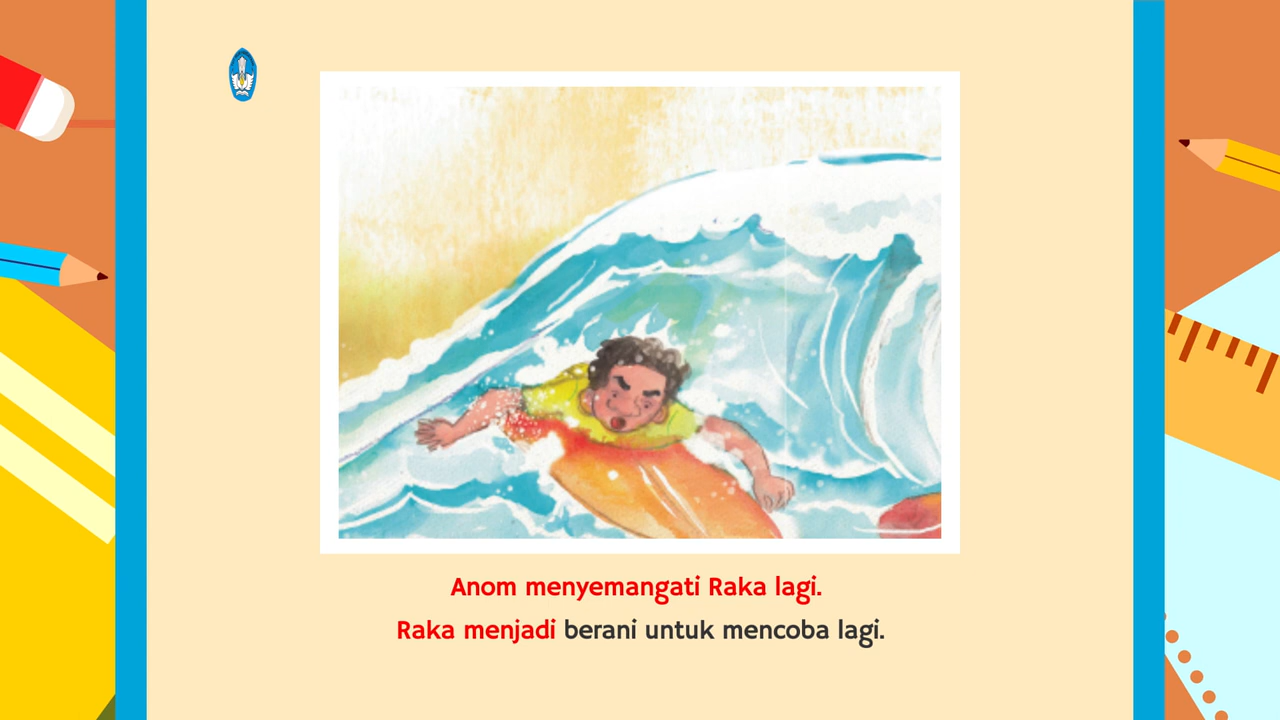 Anom menyemangati Raka lagi.
Raka menjadi berani untuk mencoba lagi.